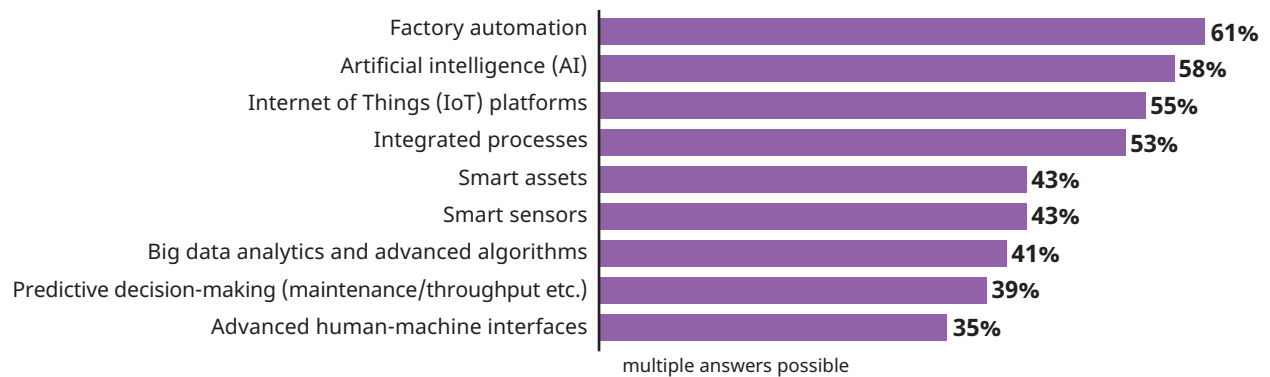 Factory automation 61%
Artificial intelligence (AI) 58%
Internet of Things (IoT) platforms 55%
Integrated processes 53%
Smart assets 43%
Smart sensors 43%
Big data analytics and advanced algorithms 41%
Predictive decision-making (maintenance/throughput etc.) 39%
Advanced human-machine interfaces 35%
multiple answers possible